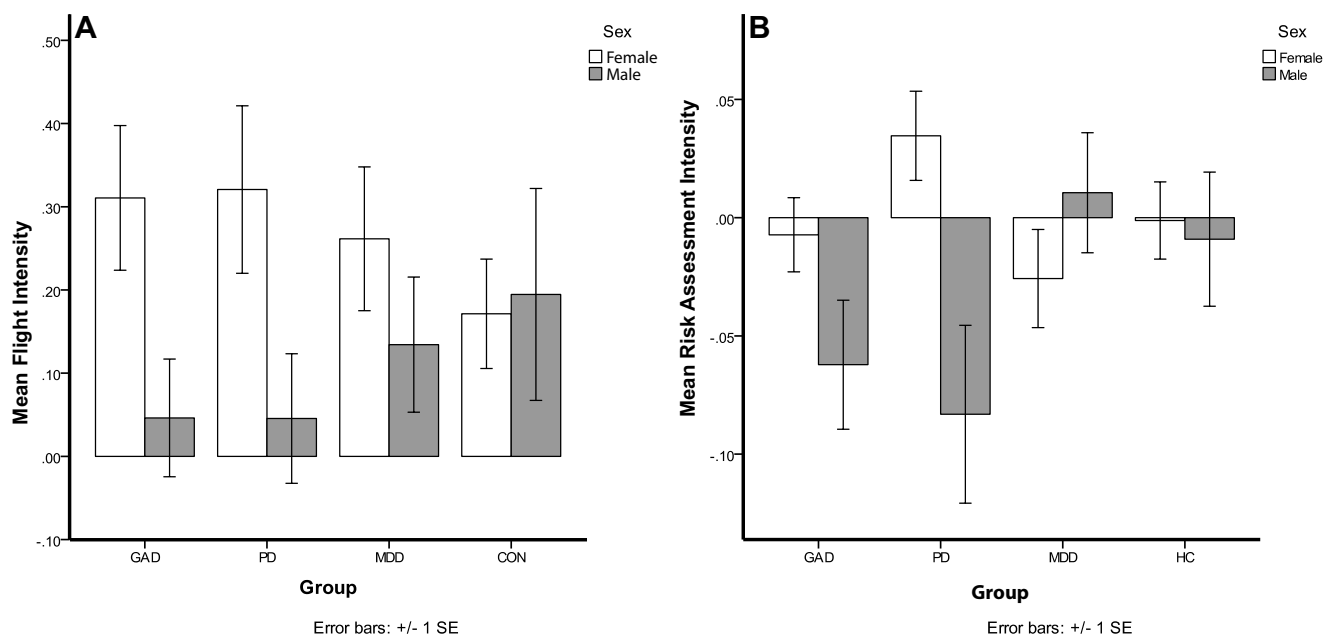 A
Sex
Female
Male
.50
.40
.30
.20
.10
.00
-.10
Mean Flight Intensity
GAD PD MDD CON
Group
Error bars: +/- 1 SE
B
Sex
Female
Male
.05
.00
-.05
-.10
Mean Risk Assessment Intensity
GAD PD MDD HC
Group
Error bars: +/- 1 SE